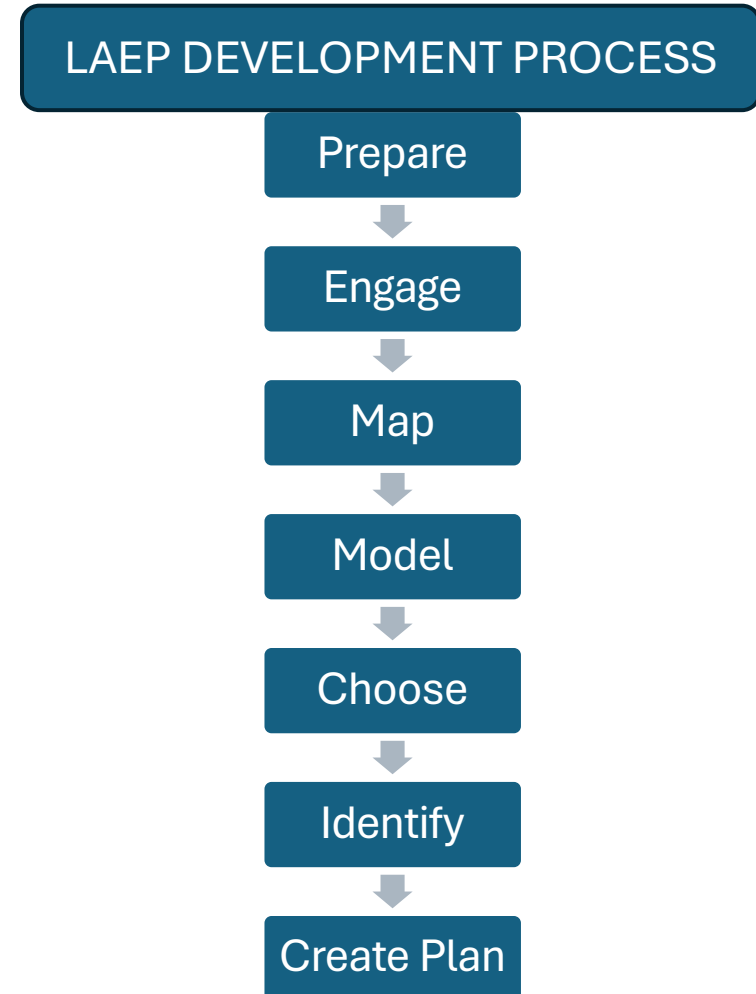 LAEP DEVELOPMENT PROCESS
Prepare
Engage
Map
Model
Choose
Identify
Create Plan